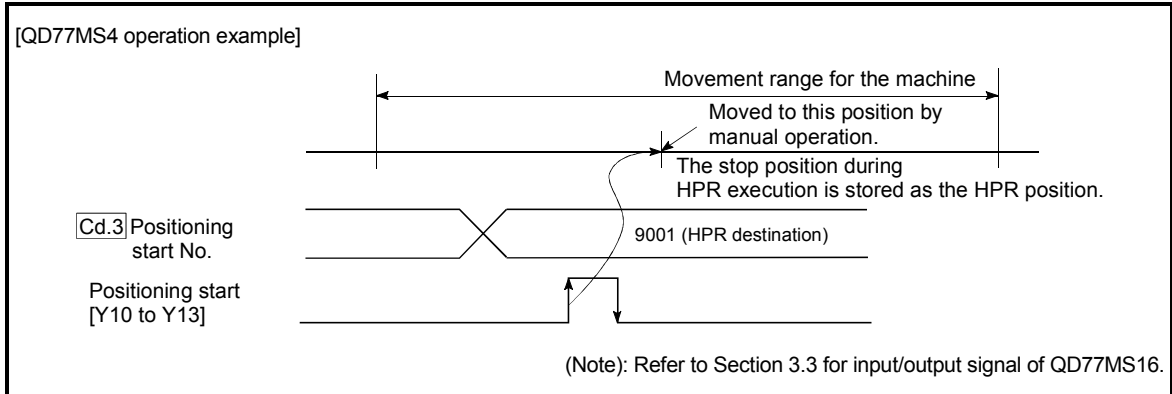 [QD77MS4 operation example]
Movement range for the machine
Moved to this position by
manual operation.
The stop position during
HPR execution is stored as the HPR position.
Cd.3 Positioning
start No.
9001 (HPR destination)
Positioning start
[Y10 to Y13]
(Note): Refer to Section 3.3 for input/output signal of QD77MS16.